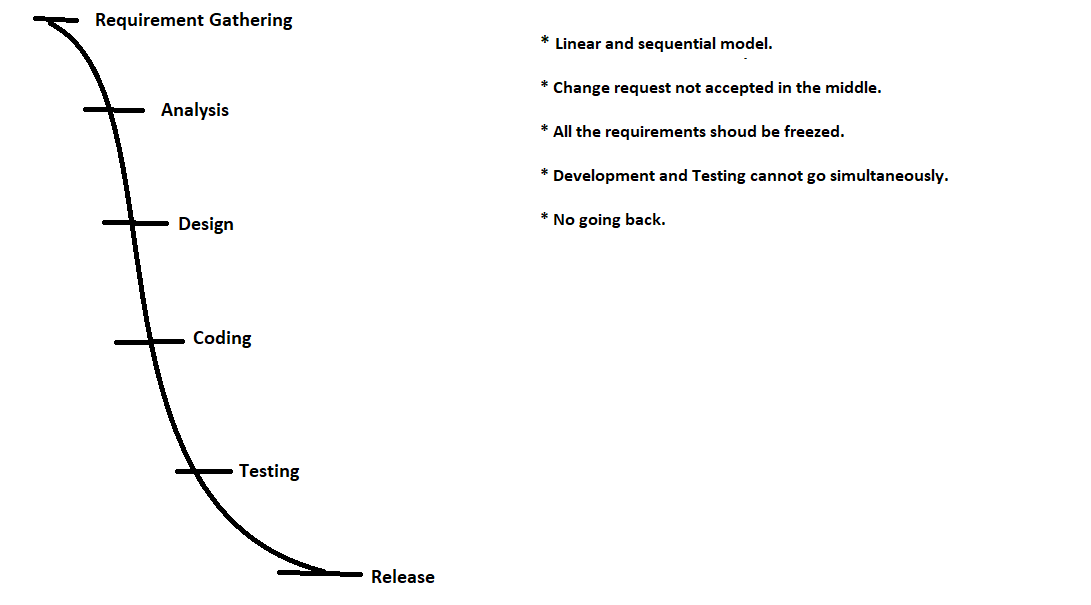 Requirement Gathering
Analysis
Design
Coding
Testing
Release
* Linear and sequential model.
* Change request not accepted in the middle.
* All the requirements shoud be freezed.
* Development and Testing cannot go simultaneously.
* No going back.